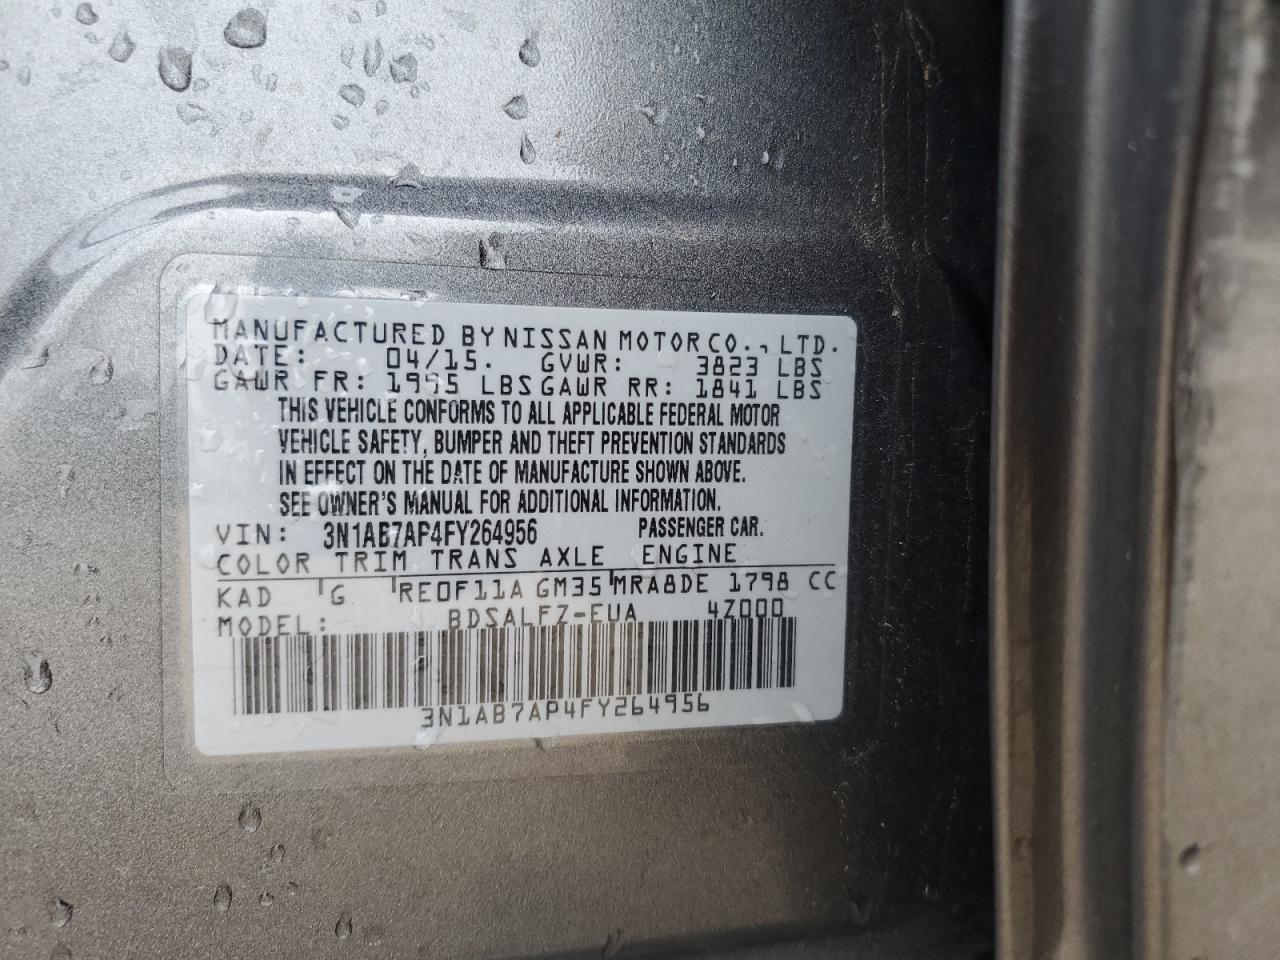 MANUFACTURED BY NISSAN MOTOR CO., LTD.
DATE: 04/15. GVWR: 3823 LBS
GAWR FR: 1995 LBS GAWR RR: 1841 LBS
THIS VEHICLE CONFORMS TO ALL APPLICABLE FEDERAL MOTOR
VEHICLE SAFETY, BUMPER AND THEFT PREVENTION STANDARDS
IN EFFECT ON THE DATE OF MANUFACTURE SHOWN ABOVE.
SEE OWNER'S MANUAL FOR ADDITIONAL INFORMATION.
VIN: 3N1AB7AP4FY264956 PASSENGER CAR.
COLOR TRIM TRANS AXLE ENGINE
KAD G RE0F11A GM35 MRA8DE 1798 CC
MODEL: BDSALFZ-EUA 4Z000
3N1AB7AP4FY264956